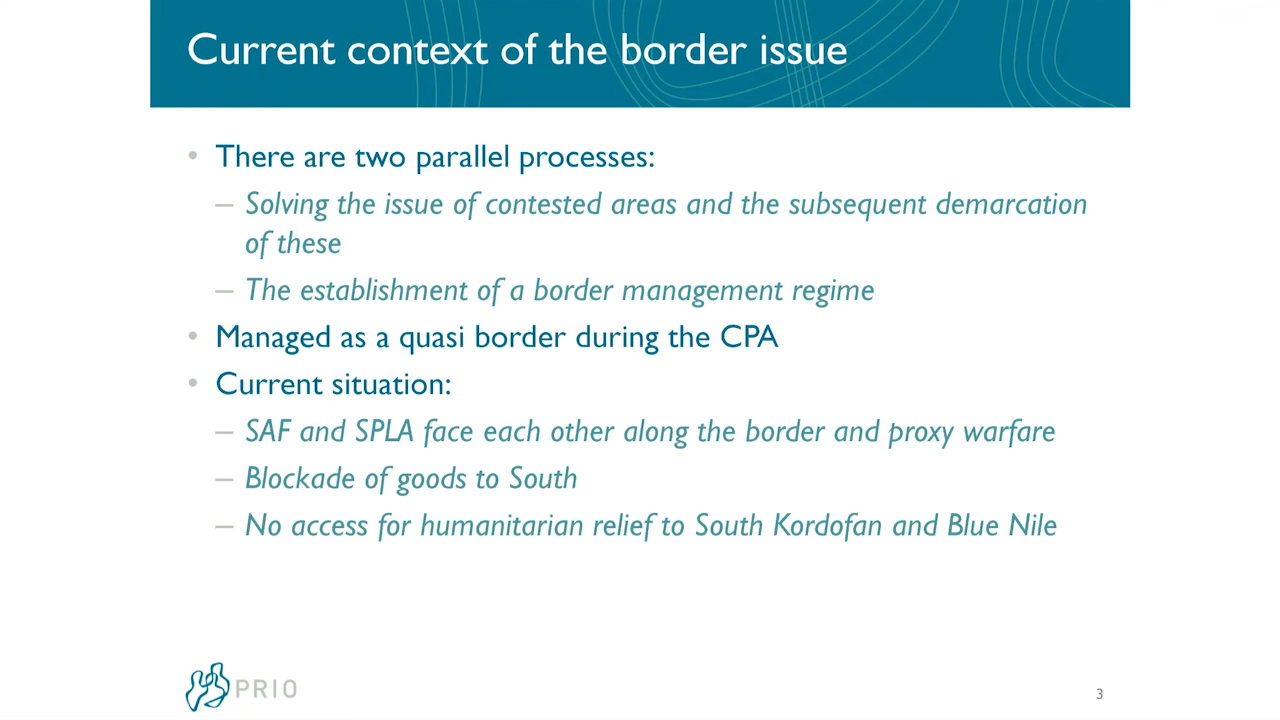 Current context of the border issue
• There are two parallel processes:
– Solving the issue of contested areas and the subsequent demarcation
of these
– The establishment of a border management regime
• Managed as a quasi border during the CPA
• Current situation:
– SAF and SPLA face each other along the border and proxy warfare
– Blockade of goods to South
– No access for humanitarian relief to South Kordofan and Blue Nile
PRIO
3